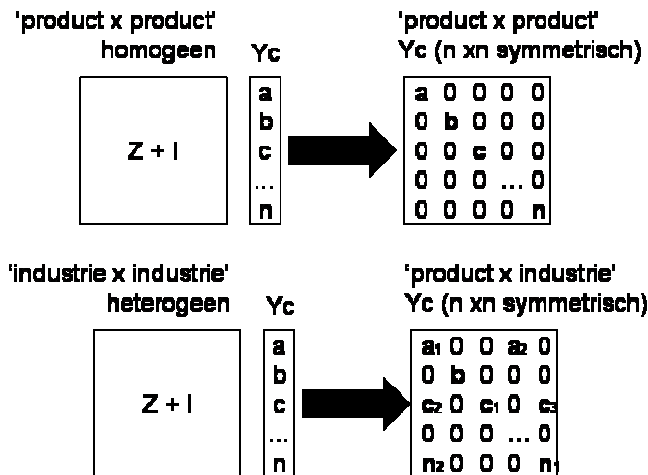 'product x product'
homogeen
Yc
'product x product'
Yc (n xn symmetrisch)
Z + I
a
b
c
...
n
a 0 0 0 0
0 b 0 0 0
0 0 c 0 0
0 0 0 ... 0
0 0 0 0 n
'industrie x industrie'
heterogeen
Yc
'product x industrie'
Yc (n xn symmetrisch)
Z + I
a
b
c
...
n
a1 0 0 a2 0
0 b 0 0 0
c2 0 c1 0 c3
0 0 0 ... 0
n2 0 0 0 n1